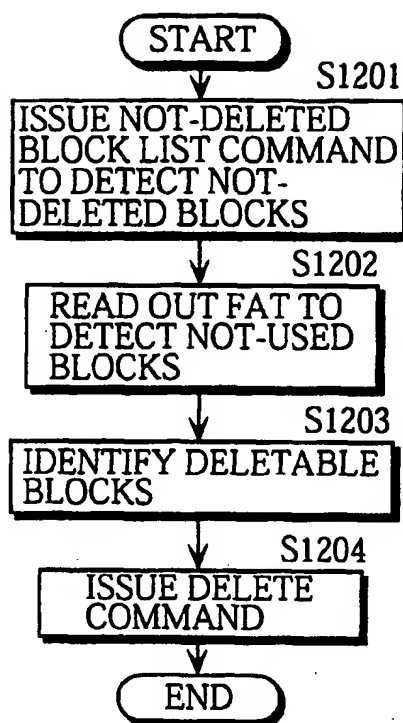 START
S1201
ISSUE NOT-DELETED
BLOCK LIST COMMAND
TO DETECT NOT-
DELETED BLOCKS
S1202
READ OUT FAT TO
DETECT NOT-USED
BLOCKS
S1203
IDENTIFY DELETABLE
BLOCKS
S1204
ISSUE DELETE
COMMAND
END